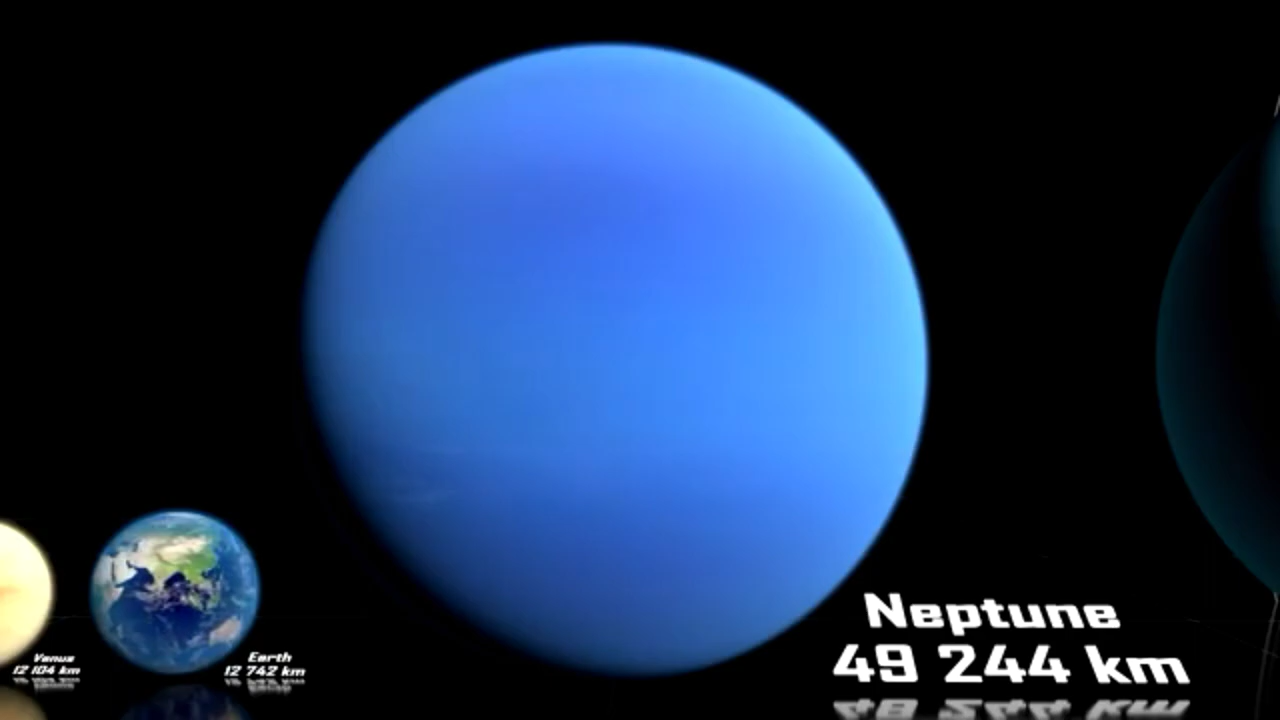 Venus
12 104 km
Earth
12 742 km
Neptune
49 244 km